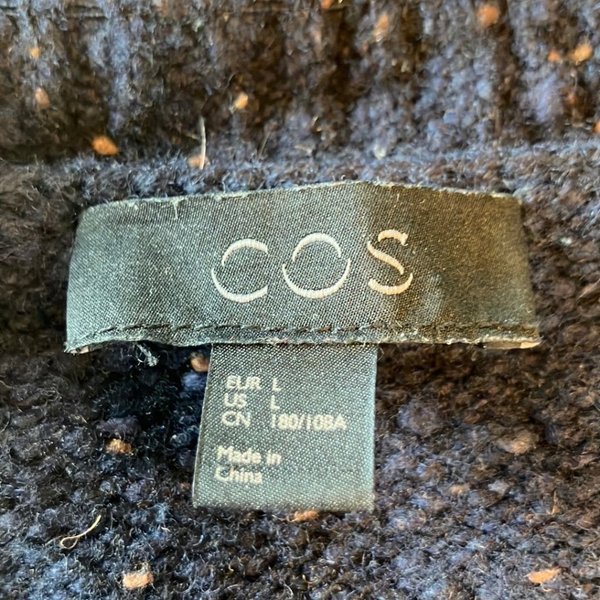 COS
EUR L
US L
CN 180/108A
Made in
China